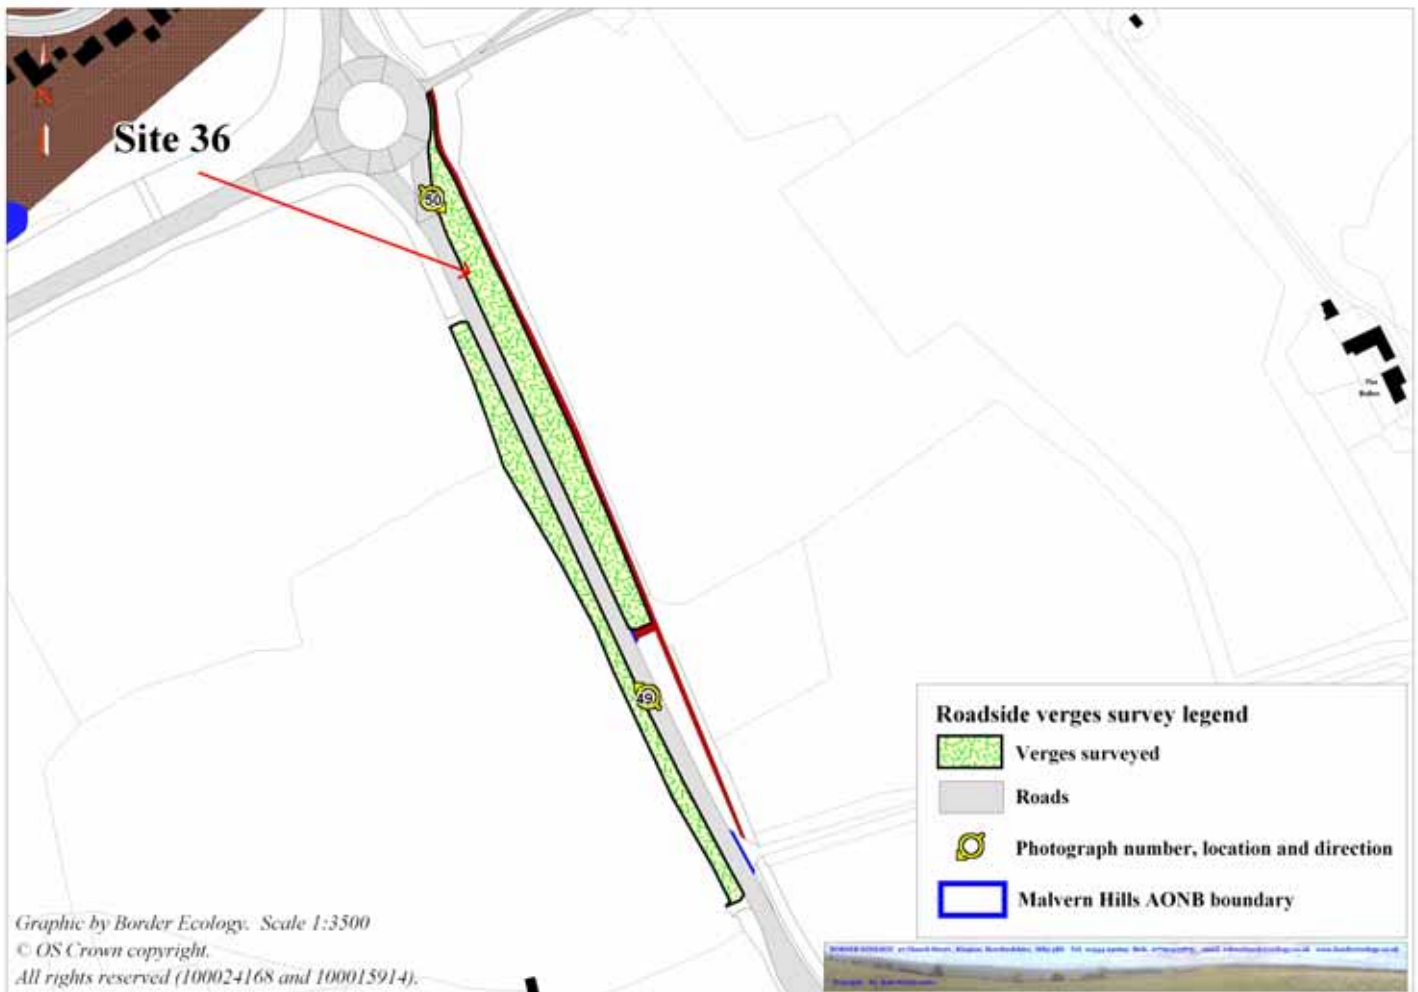 N
Site 36
50
49
Roadside verges survey legend
Verges surveyed
Roads
Photograph number, location and direction
Malvern Hills AONB boundary
Graphic by Border Ecology. Scale 1:3500
© OS Crown copyright.
All rights reserved (100024168 and 100015914).